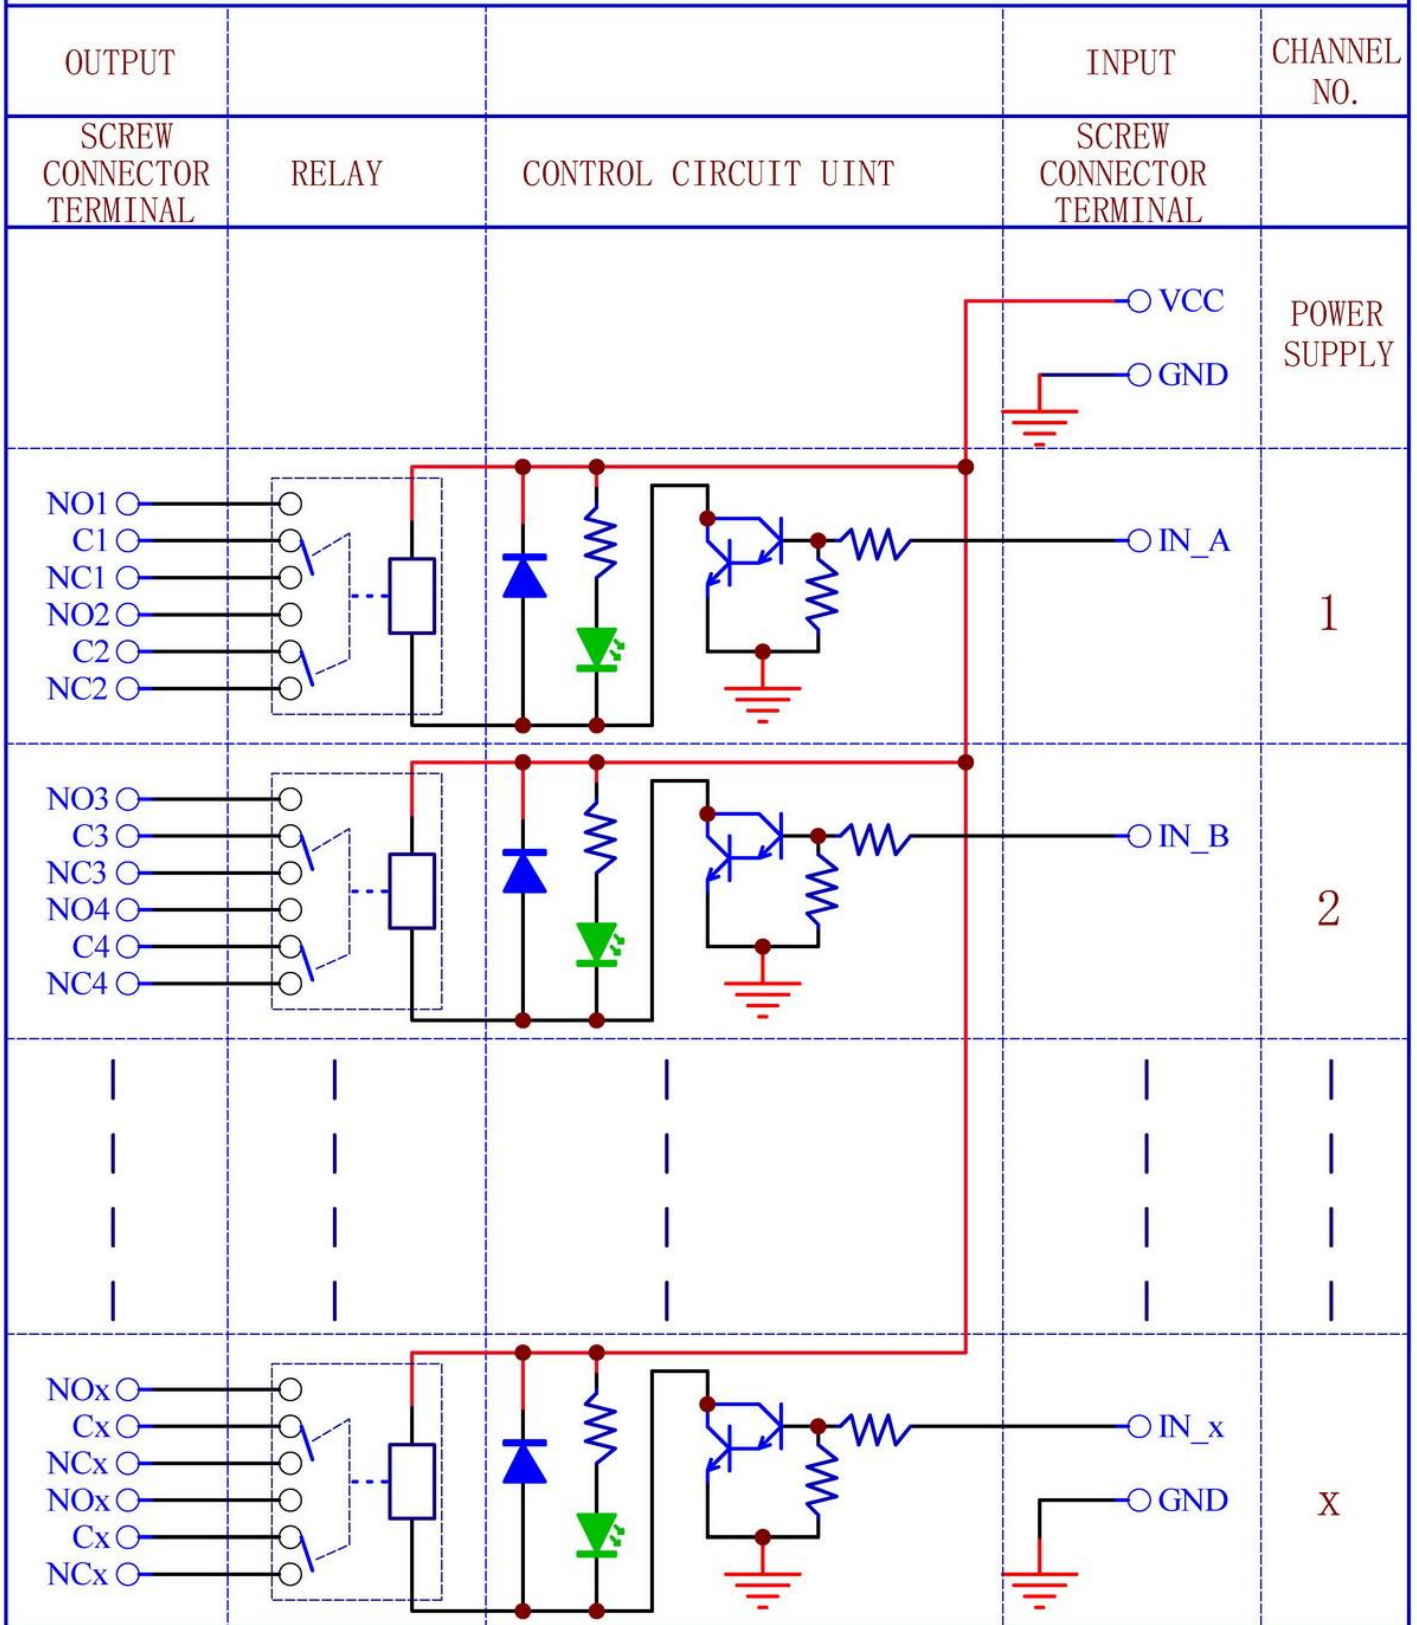 OUTPUT
INPUT
CHANNEL
NO.
SCREW
CONNECTOR
TERMINAL
RELAY
CONTROL CIRCUIT UINT
SCREW
CONNECTOR
TERMINAL
VCC
GND
POWER
SUPPLY
NO1
C1
NC1
NO2
C2
NC2
IN_A
1
NO3
C3
NC3
NO4
C4
NC4
IN_B
2
NOx
Cx
NCx
NOx
Cx
NCx
IN_x
GND
x